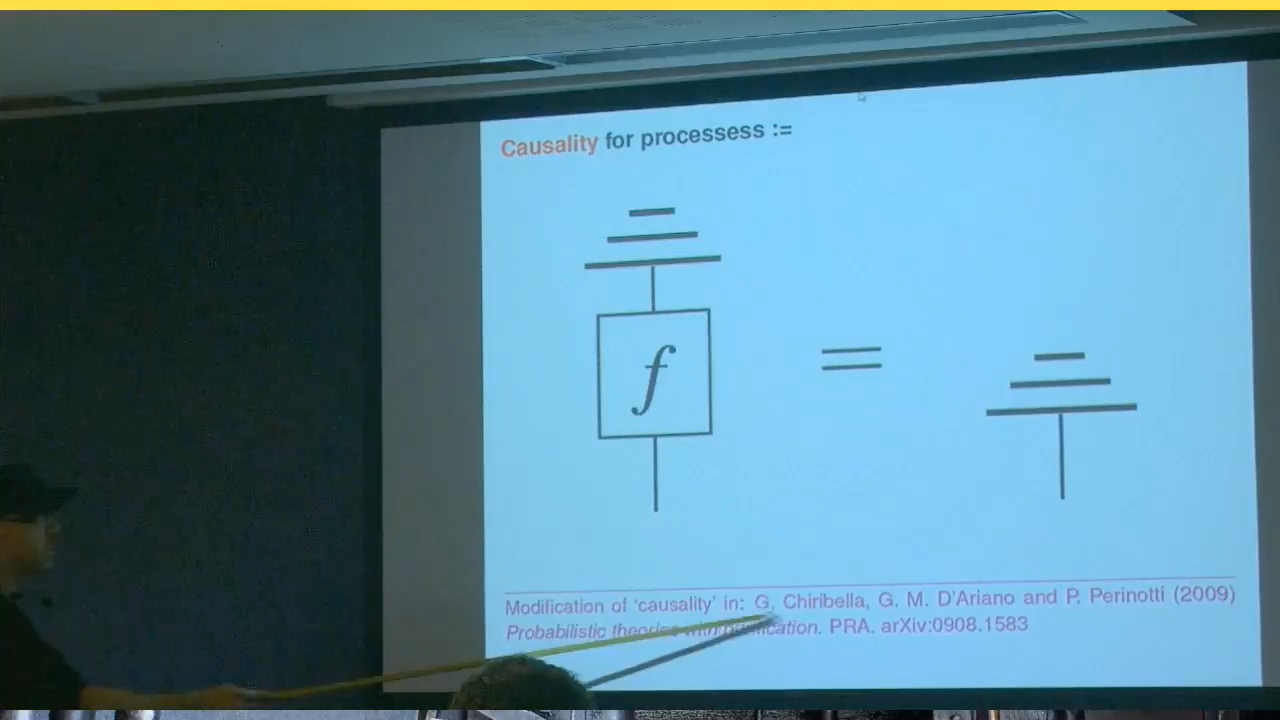 Causality for processess :=
f
=
Modification of 'causality' in: G. Chiribella, G. M. D'Ariano and P. Perinotti (2009)
Probabilistic theories with purification. PRA. arXiv:0908.1583